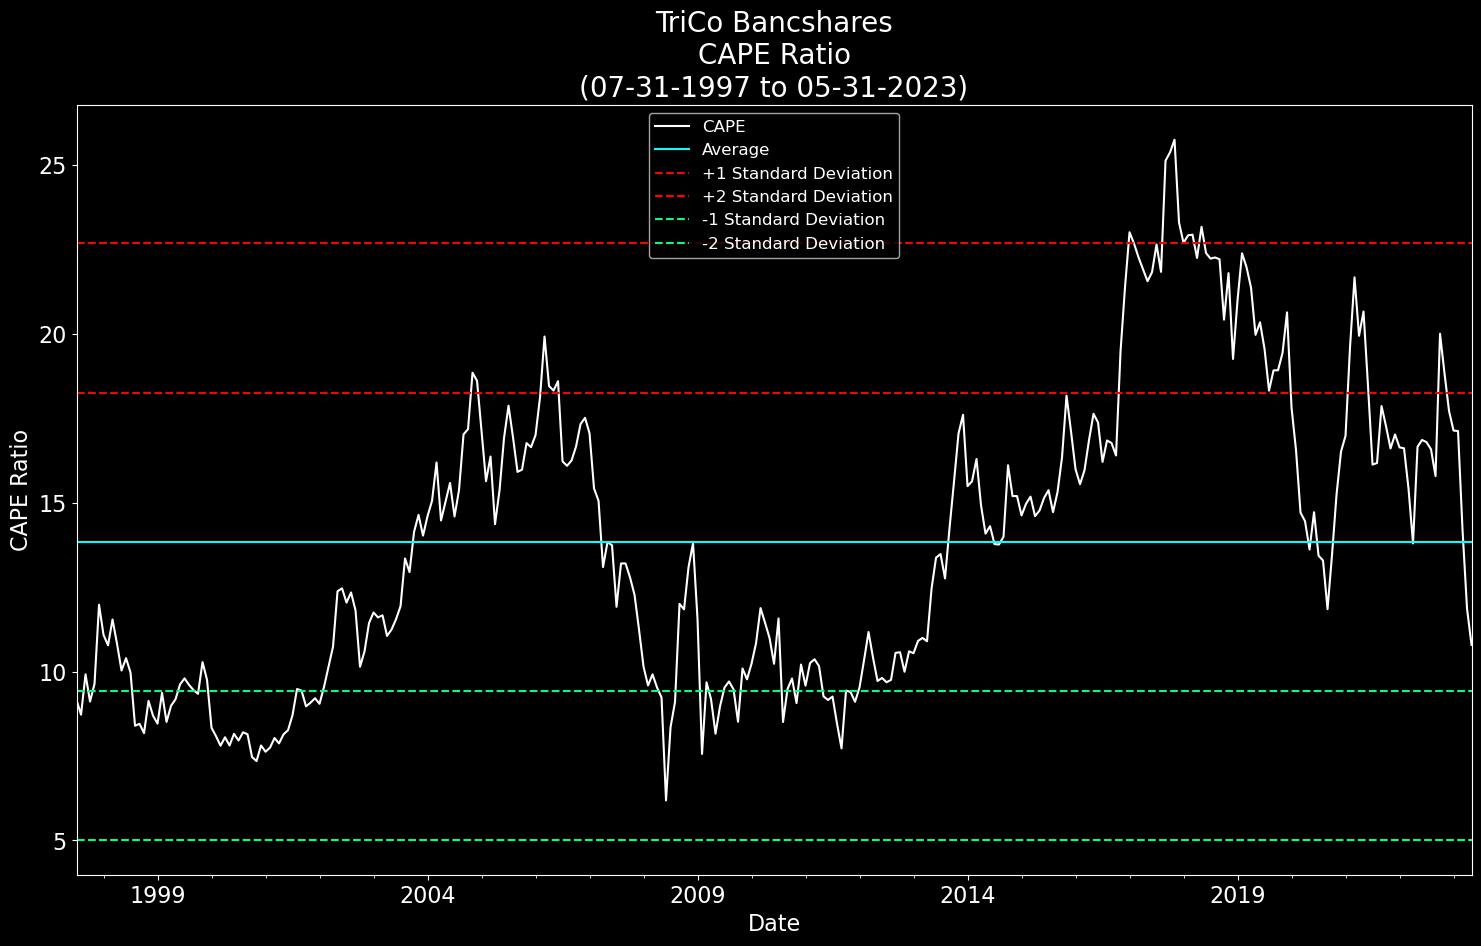 TriCo Bancshares
CAPE Ratio
(07-31-1997 to 05-31-2023)
CAPE
Average
+1 Standard Deviation
+2 Standard Deviation
-1 Standard Deviation
-2 Standard Deviation
25
20
15
10
5
CAPE Ratio
1999 2004 2009 2014 2019
Date